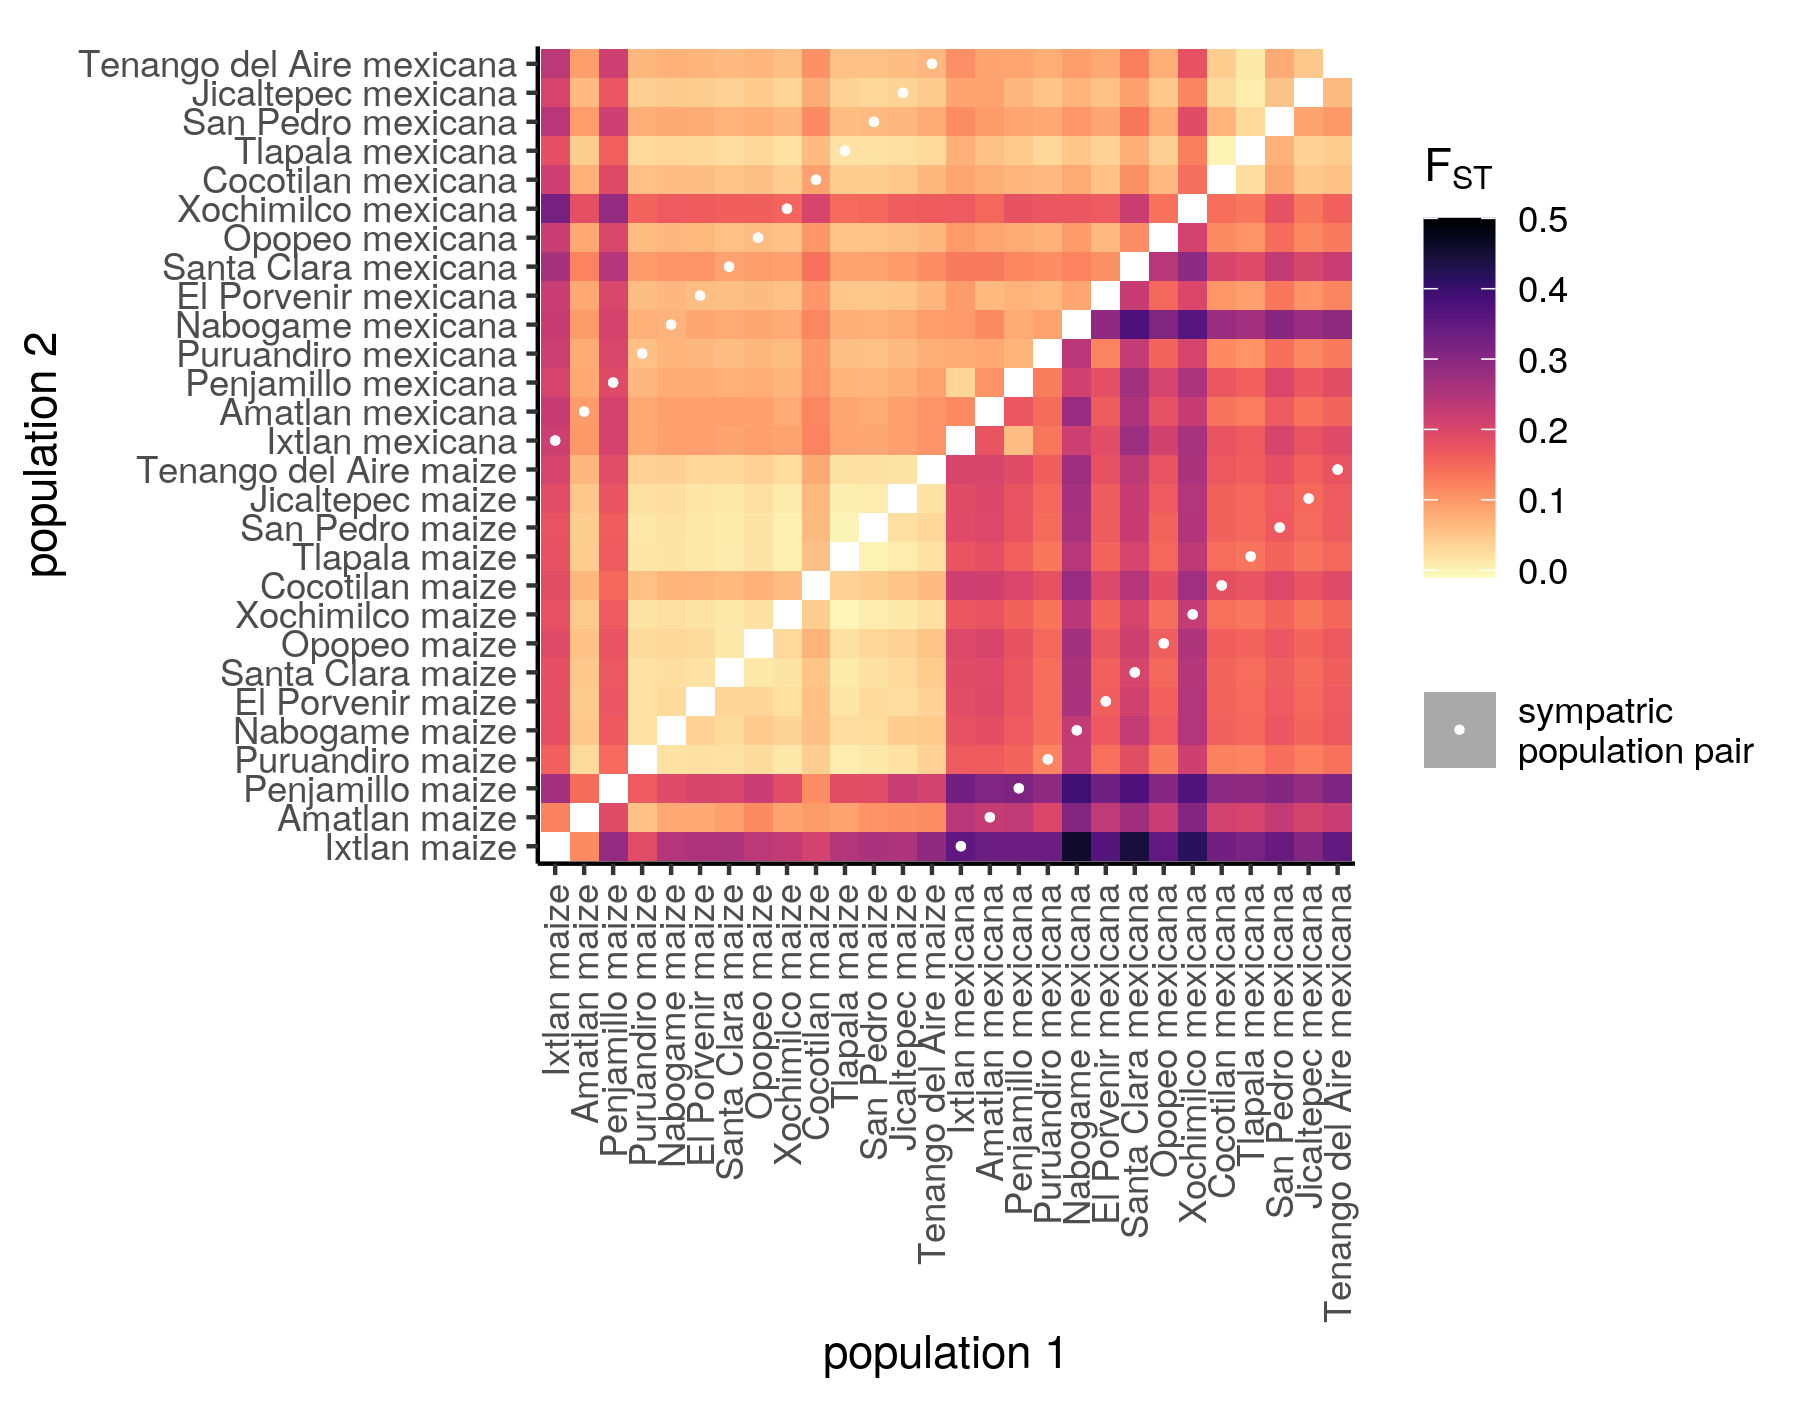 Tenango del Aire mexicana
Jicaltepec mexicana
San Pedro mexicana
Tlapala mexicana
Cocotilan mexicana
Xochimilco mexicana
Opopeo mexicana
Santa Clara mexicana
El Porvenir mexicana
Nabogame mexicana
Puruandiro mexicana
Penjamillo mexicana
Amatlan mexicana
Ixtlan mexicana
Tenango del Aire maize
Jicaltepec maize
San Pedro maize
Tlapala maize
Cocotilan maize
Xochimilco maize
Opopeo maize
Santa Clara maize
El Porvenir maize
Nabogame maize
Puruandiro maize
Penjamillo maize
Amatlan maize
Ixtlan maize
population 2
Ixtlan maize
Amatlan maize
Penjamillo maize
Puruandiro maize
Nabogame maize
El Porvenir maize
Santa Clara maize
Opopeo maize
Xochimilco maize
Cocotilan maize
Tlapala maize
San Pedro maize
Jicaltepec maize
Tenango del Aire maize
Ixtlan mexicana
Amatlan mexicana
Penjamillo mexicana
Puruandiro mexicana
Nabogame mexicana
El Porvenir mexicana
Santa Clara mexicana
Opopeo mexicana
Xochimilco mexicana
Cocotilan mexicana
Tlapala mexicana
San Pedro mexicana
Jicaltepec mexicana
Tenango del Aire mexicana
population 1
FST
0.5
0.4
0.3
0.2
0.1
0.0
sympatric
population pair